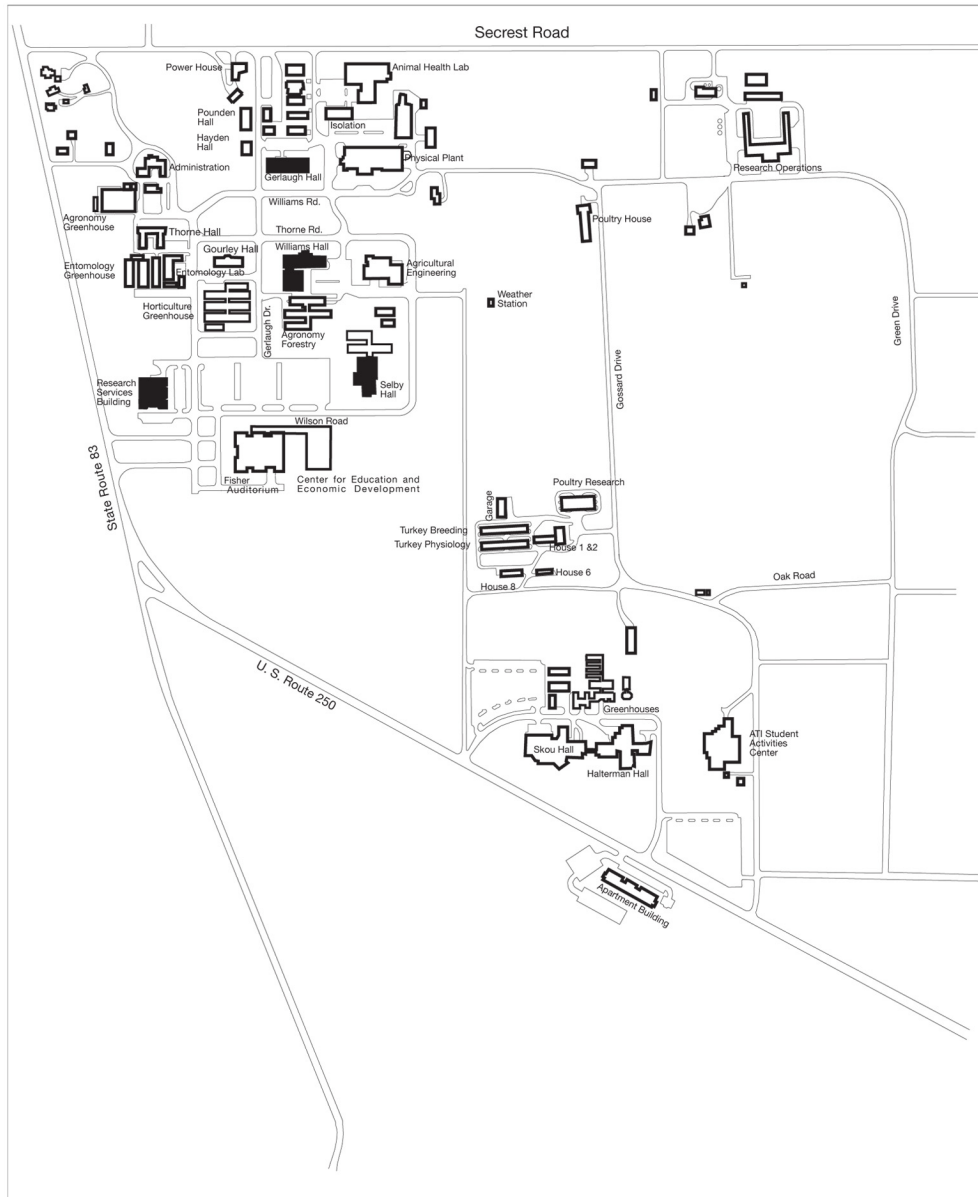 Secrest Road
Power House
Animal Health Lab
Pounden
Hall
Isolation
Hayden
Hall
Physical Plant
Administration
Gerlaugh Hall
Research Operations
Williams Rd.
Agronomy
Greenhouse
Poultry House
Thorne Hall
Thorne Rd.
Gourley Hall
Williams Hall
Entomology
Greenhouse
Entomology Lab
Agricultural
Engineering
Weather
Station
Horticulture
Greenhouse
Gerlaugh Dr.
Agronomy
Forestry
Green Drive
Gossard Drive
Research
Services
Building
Selby
Hall
Wilson Road
State Route 83
Fisher
Auditorium
Center for Education and
Economic Development
Poultry Research
Garage
Turkey Breeding
Turkey Physiology
House 1 &2
House 8
House 6
Oak Road
U. S. Route 250
Greenhouses
Skou Hall
Halterman Hall
ATI Student
Activities
Center
Apartment Building